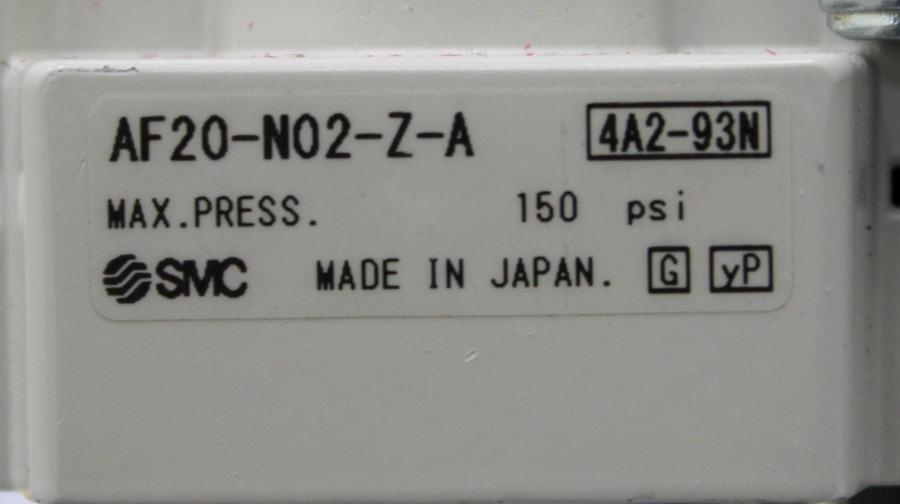 AF20-N02-Z-A 4A2-93N
MAX.PRESS. 150 psi
SMC MADE IN JAPAN. G yP